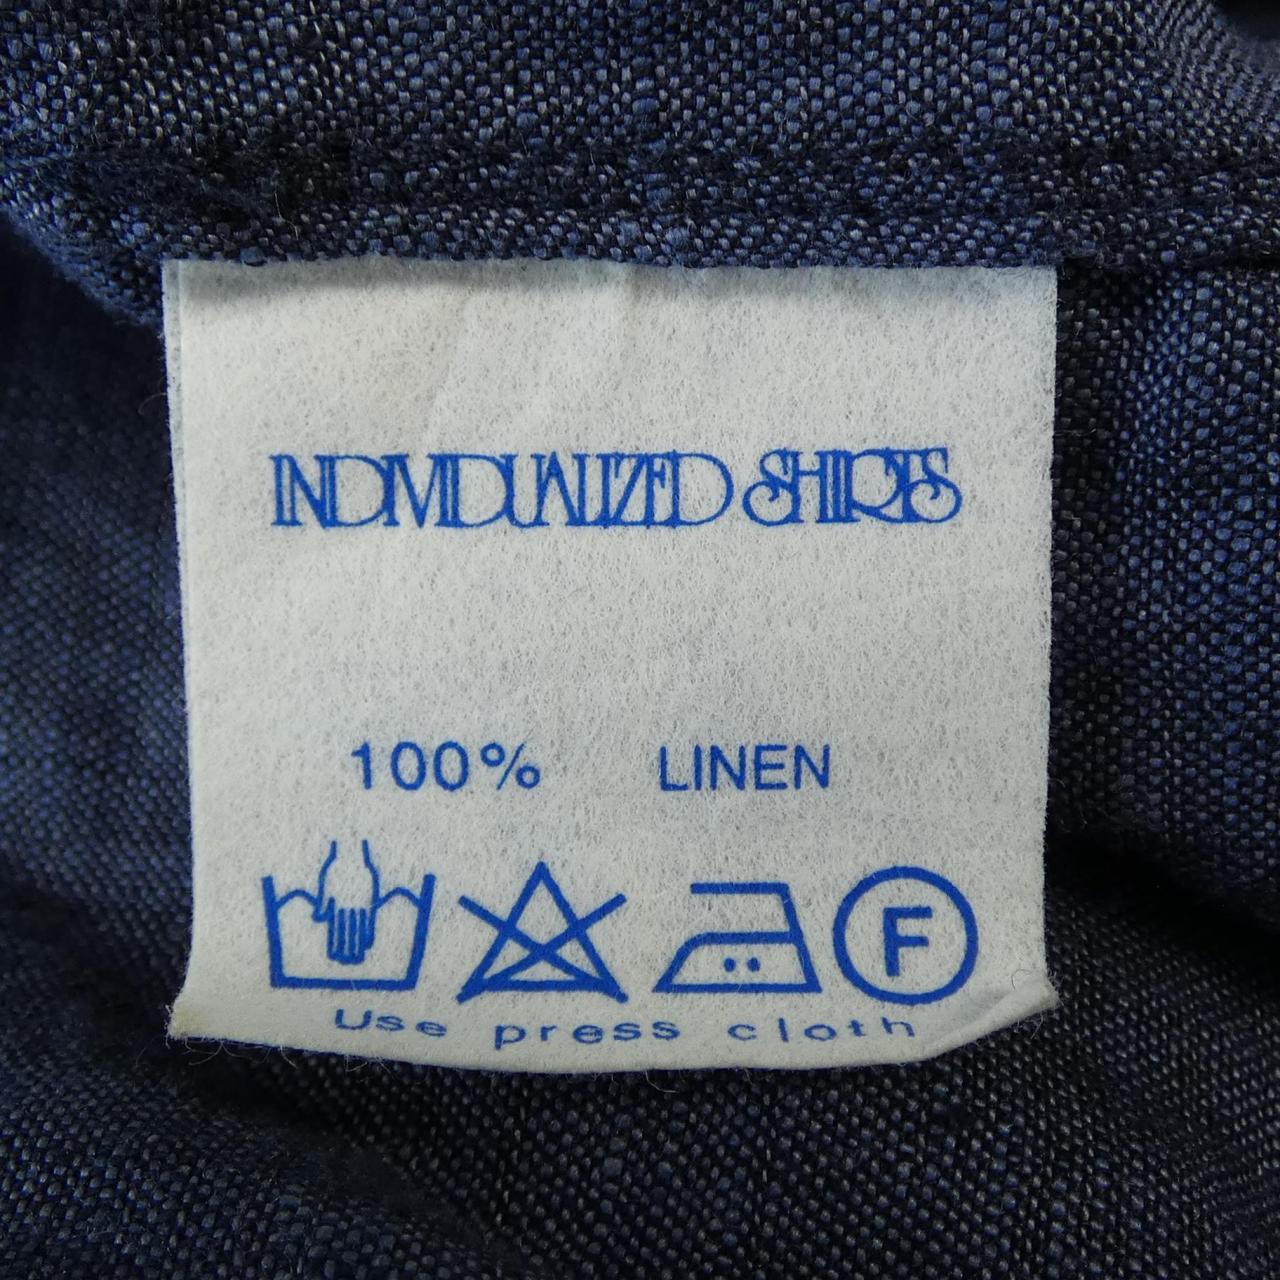 INDIVIDUALIZED SHIRTS
100% LINEN
F
Use press cloth